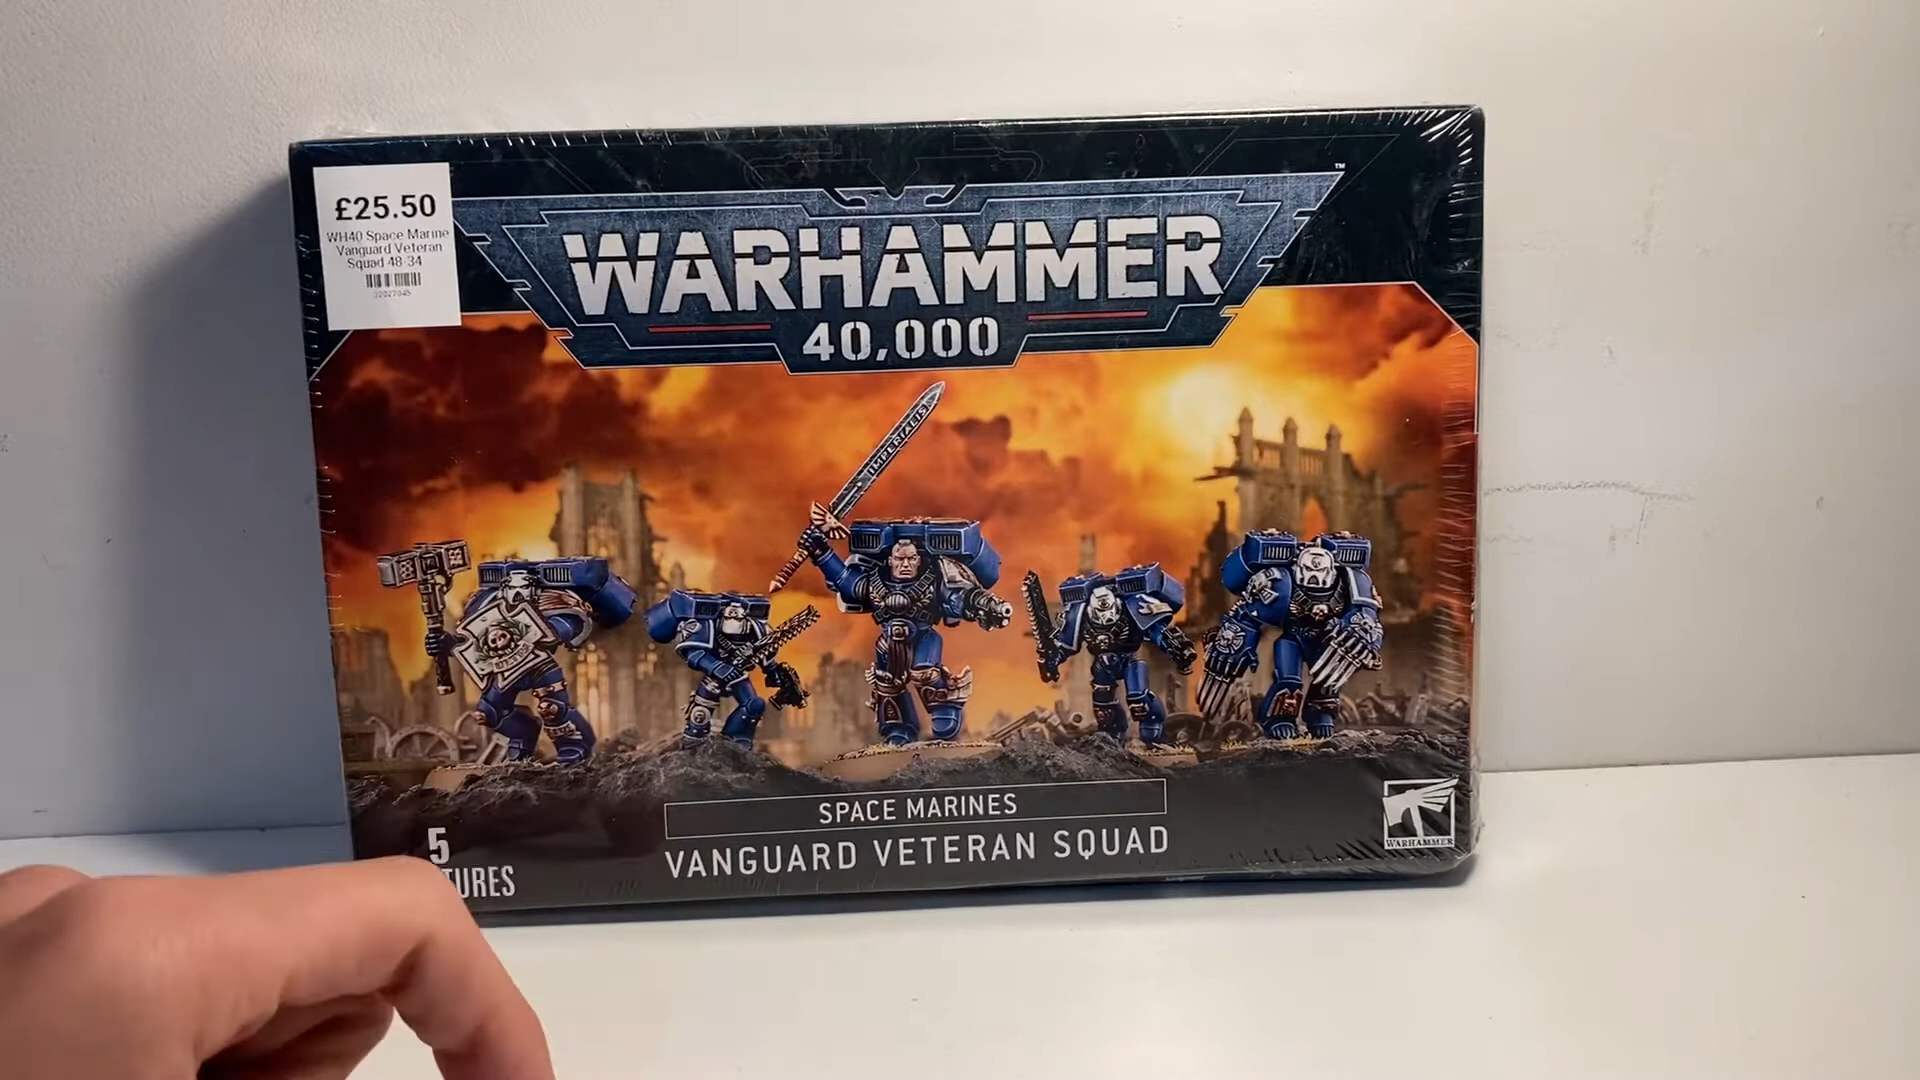 £25.50
WH40 Space Marine
Vanguard Veteran
Squad 48-34
™
WARHAMMER
40,000
IMPERIALIS
SPACE MARINES
VANGUARD VETERAN SQUAD
5
TURES
WARHAMMER